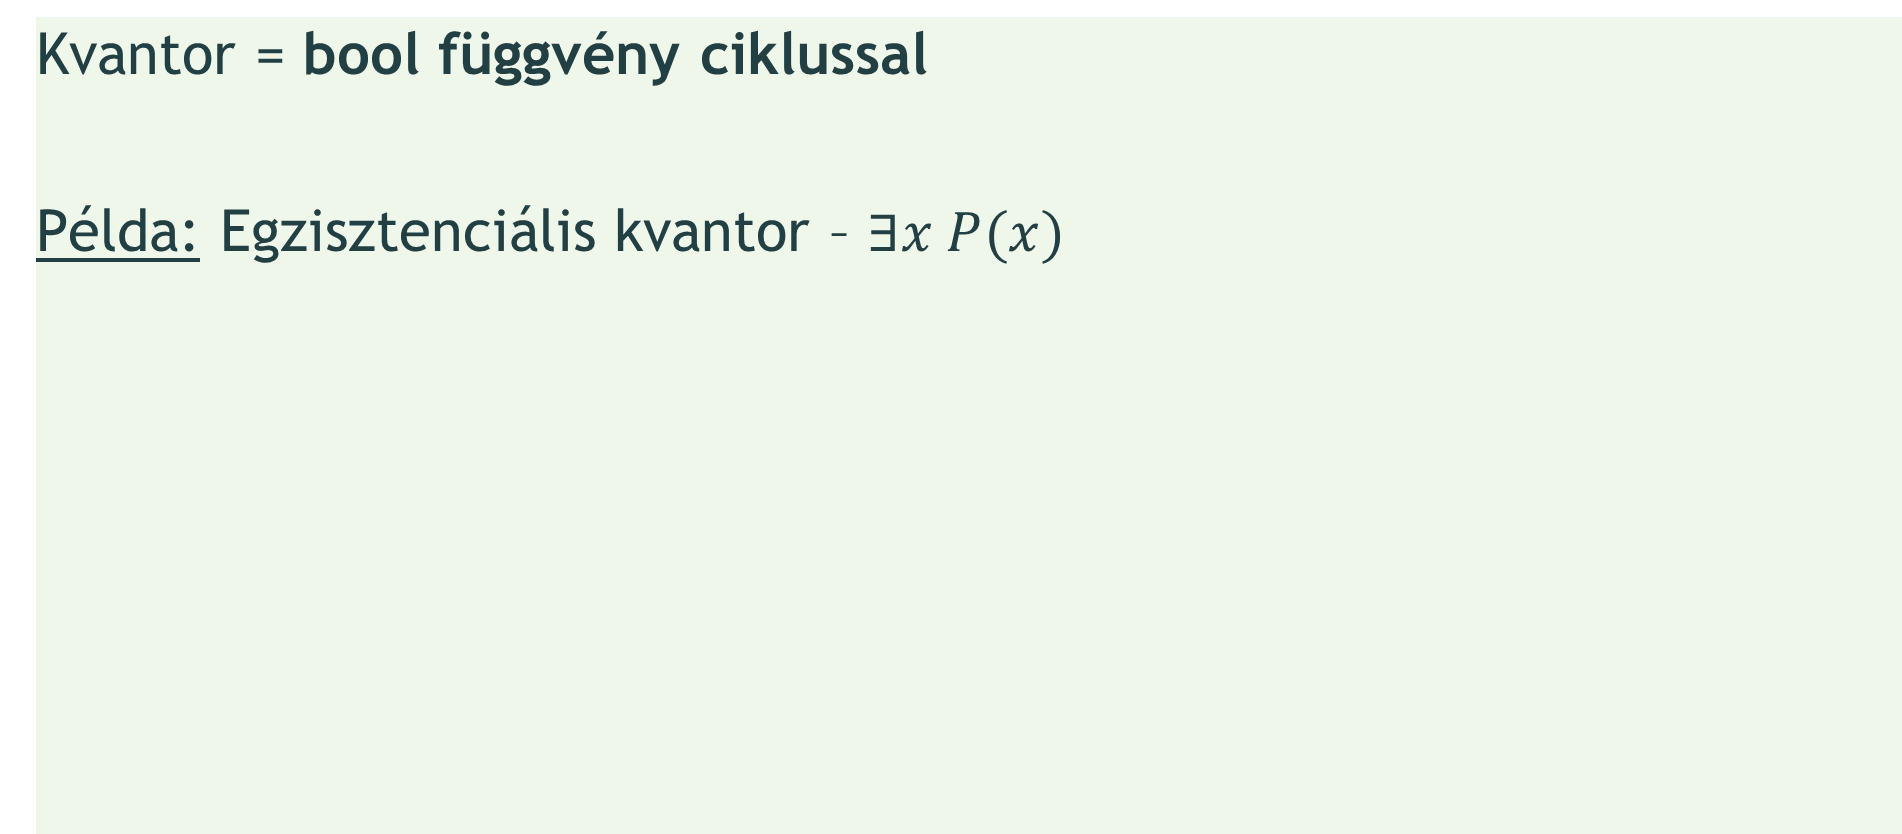 Kvantor = bool függvény ciklussal
Példa: Egzisztenciális kvantor – ∃x P(x)